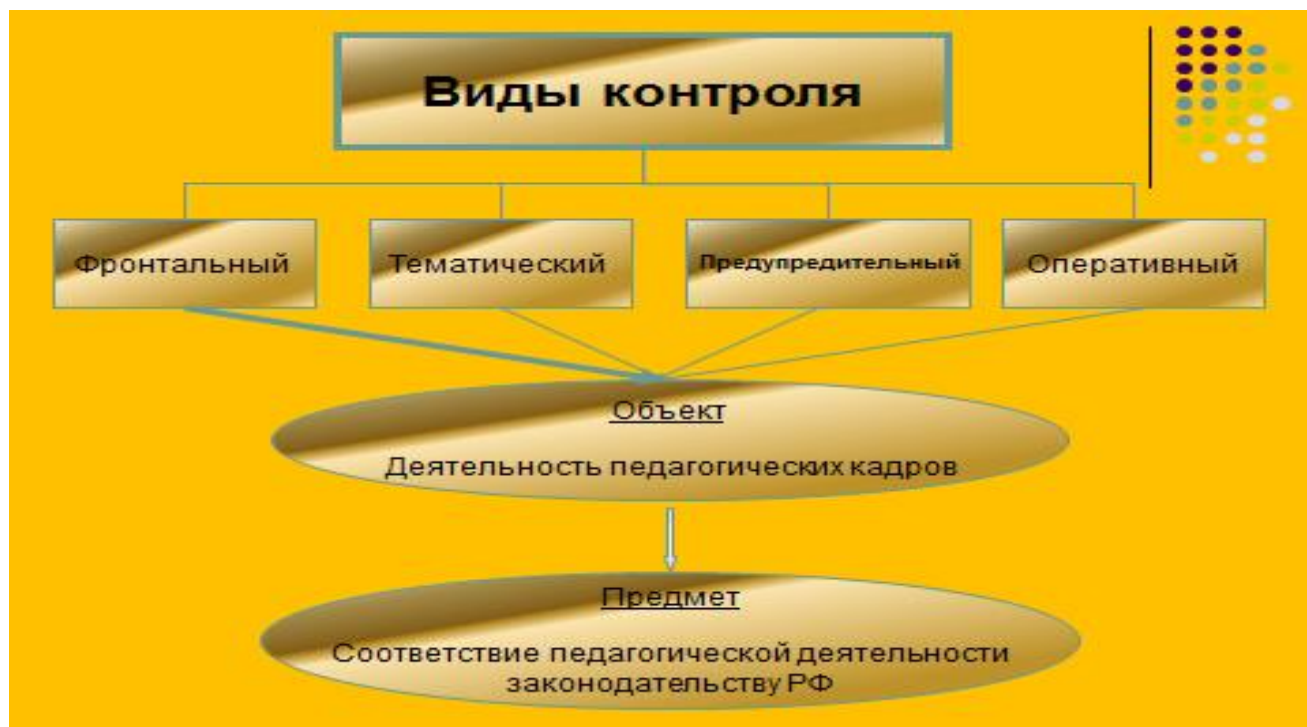 Виды контроля
Фронтальный
Тематический
Предупредительный
Оперативный
Объект
Деятельность педагогических кадров
Предмет
Соответствие педагогической деятельности
законодательству РФ